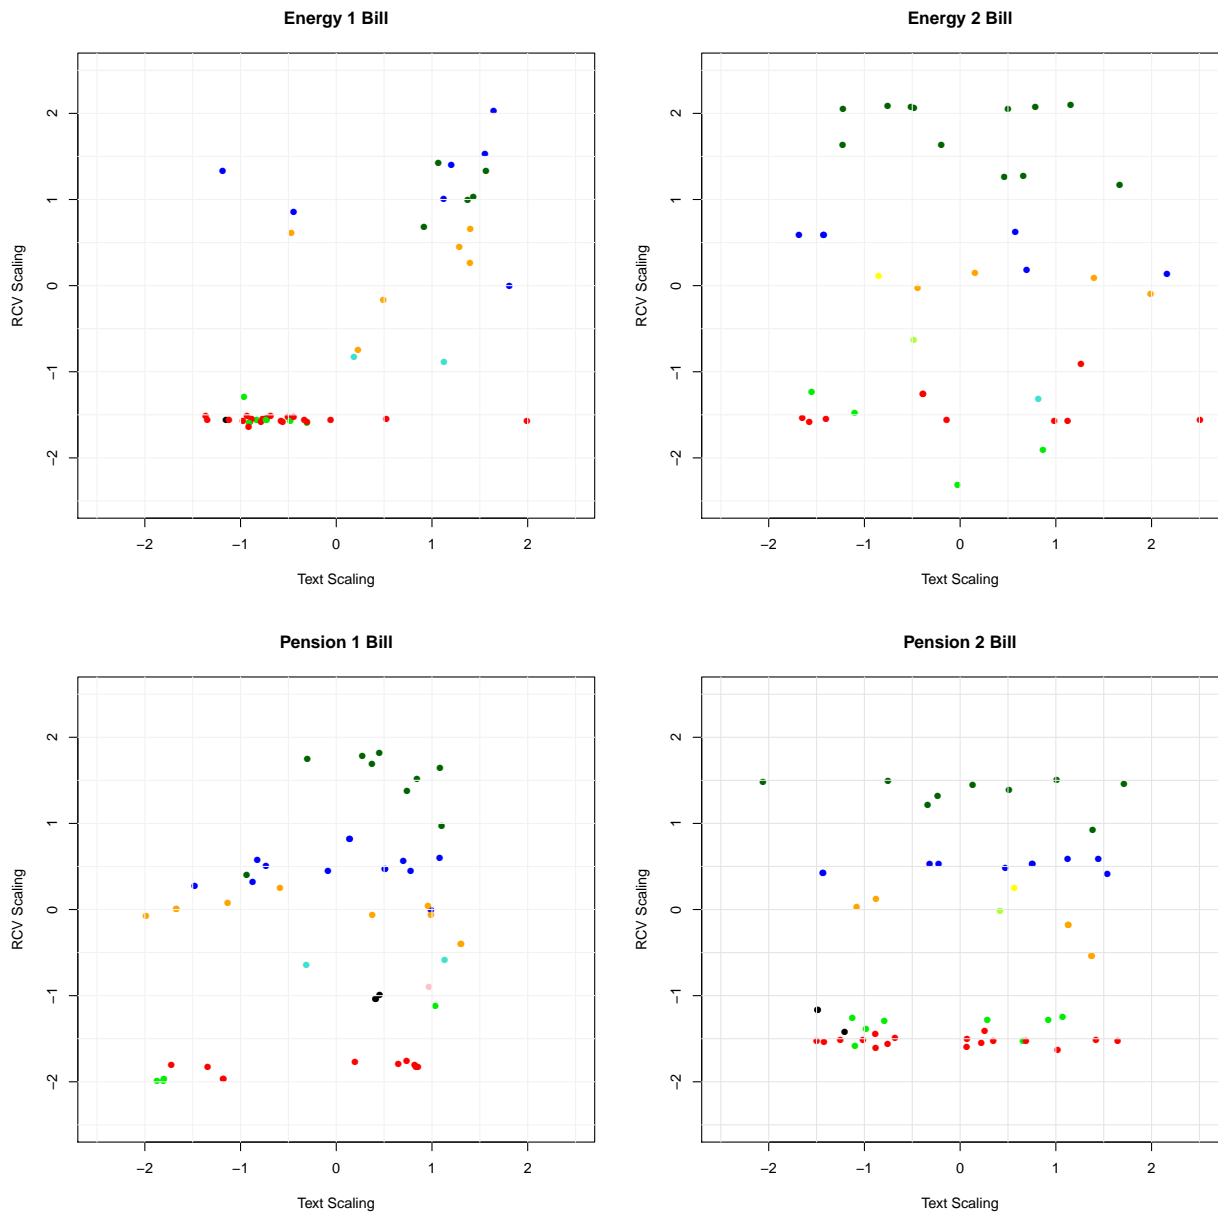 Energy 1 Bill
2
1
0
−1
−2
RCV Scaling
−2 −1 0 1 2
Text Scaling
Energy 2 Bill
2
1
0
−1
−2
RCV Scaling
−2 −1 0 1 2
Text Scaling
Pension 1 Bill
2
1
0
−1
−2
RCV Scaling
−2 −1 0 1 2
Text Scaling
Pension 2 Bill
2
1
0
−1
−2
RCV Scaling
−2 −1 0 1 2
Text Scaling